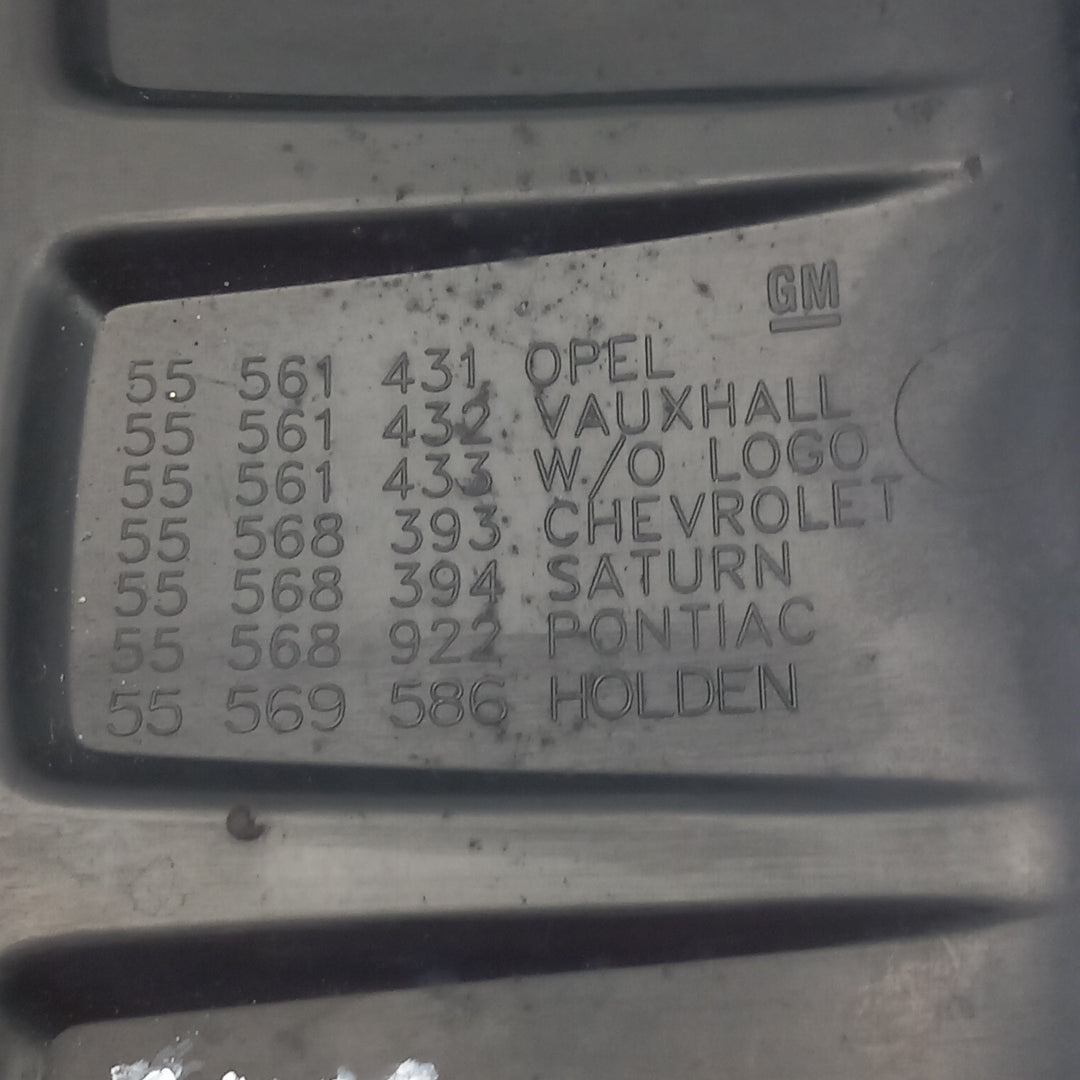 GM
55 561 431 OPEL
55 561 432 VAUXHALL
55 561 433 W/O LOGO
55 568 393 CHEVROLET
55 568 394 SATURN
55 568 922 PONTIAC
55 569 586 HOLDEN